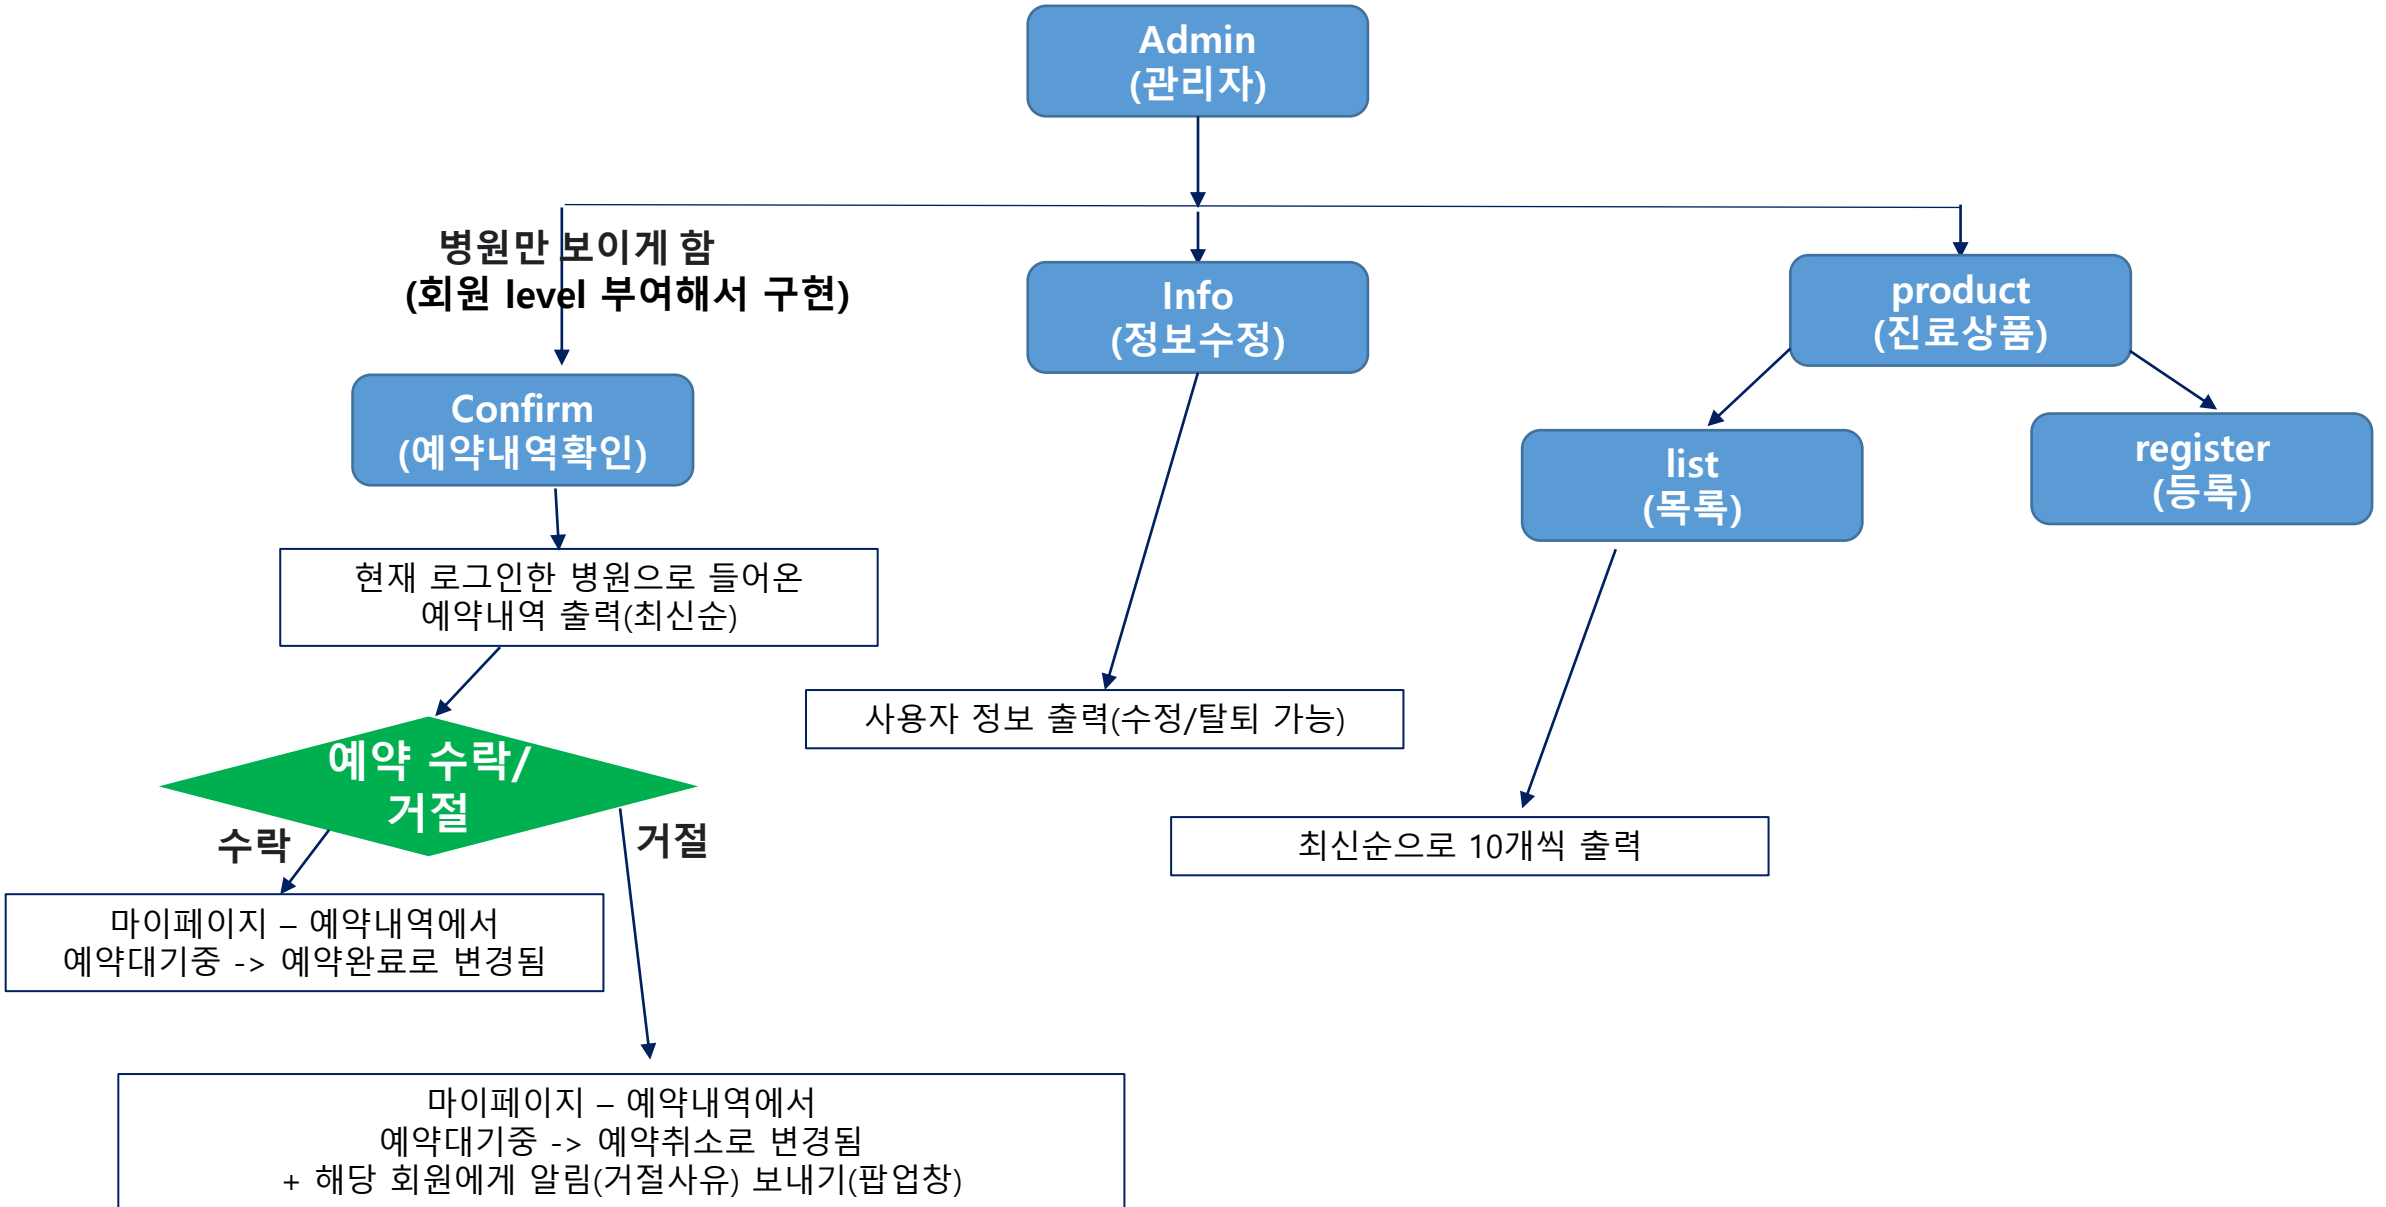 Admin
(관리자)
병원만 보이게 함
(회원 level 부여해서 구현)
Info
(정보수정)
product
(진료상품)
Confirm
(예약내역확인)
list
(목록)
register
(등록)
현재 로그인한 병원으로 들어온
예약내역 출력(최신순)
사용자 정보 출력(수정/탈퇴 가능)
예약 수락/
거절
수락
거절
최신순으로 10개씩 출력
마이페이지 – 예약내역에서
예약대기중 -> 예약완료로 변경됨
마이페이지 – 예약내역에서
예약대기중 -> 예약취소로 변경됨
+ 해당 회원에게 알림(거절사유) 보내기(팝업창)